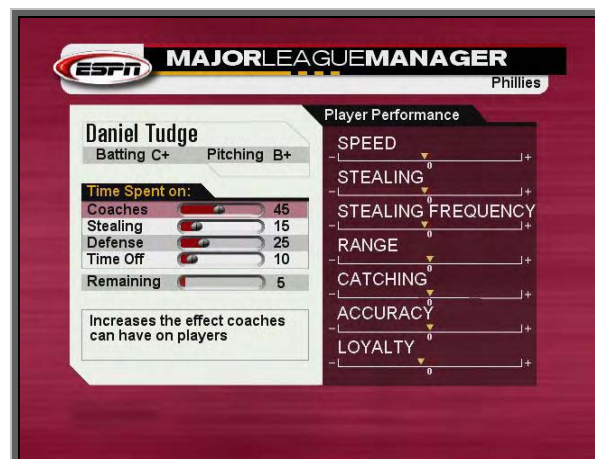 ESPN MAJORLEAGUEMANAGER
Phillies
Daniel Tudge
Batting C+ Pitching B+
Time Spent on:
Coaches 45
Stealing 15
Defense 25
Time Off 10
Remaining 5
Increases the effect coaches
can have on players
Player Performance
SPEED
- +
0
STEALING
- +
0
STEALING FREQUENCY
- +
0
RANGE
- +
0
CATCHING
- +
0
ACCURACY
- +
0
LOYALTY
- +
0